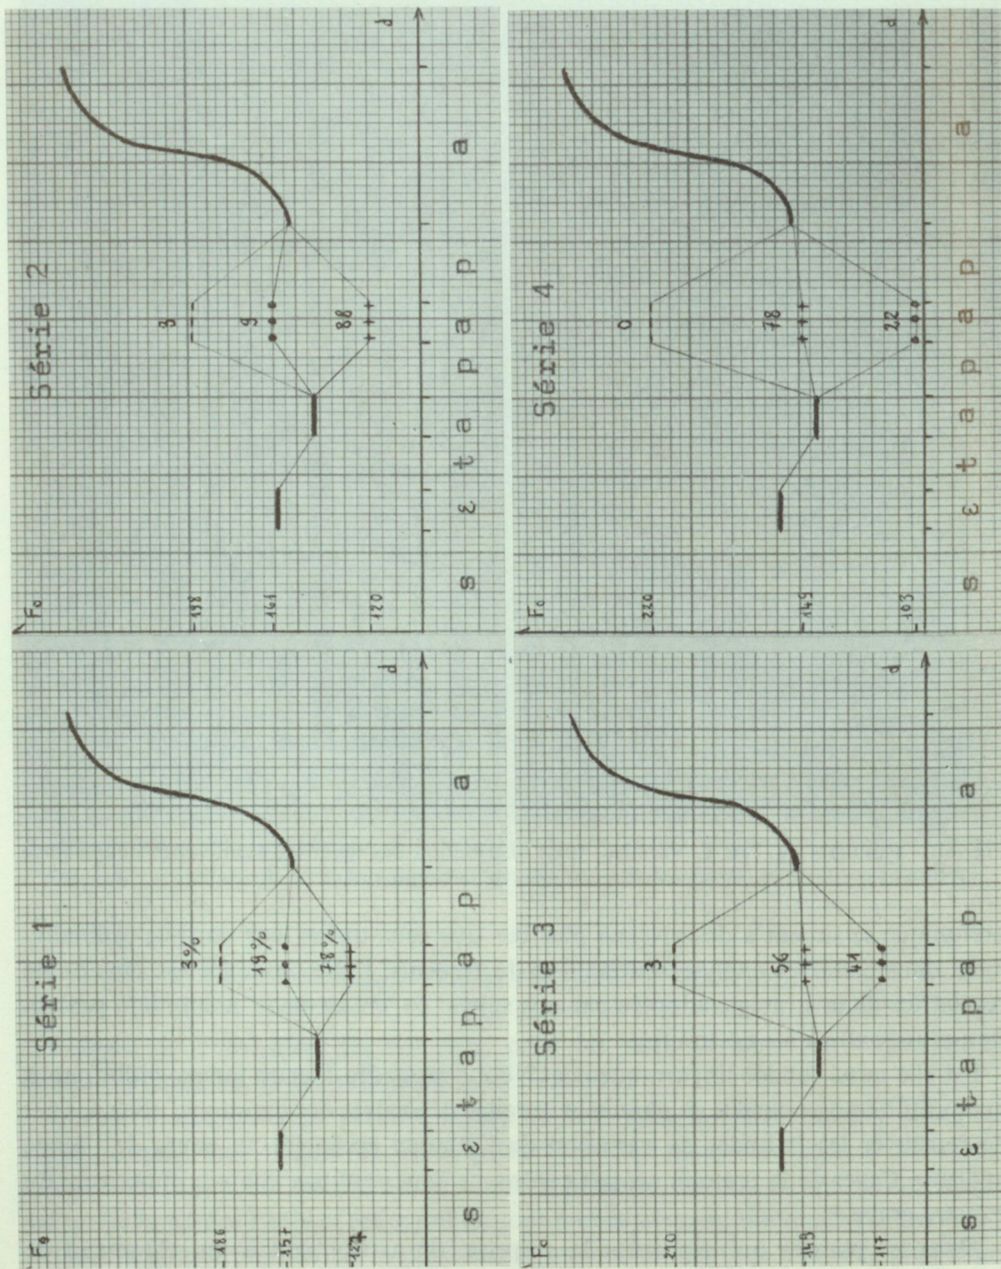 Série 1
F₀
186
157
127
3%
19%
78%
d
s ɛ t a p a p a
Série 2
F₀
198
161
120
3
9
88
d
s ɛ t a p a p a
Série 3
F₀
210
149
117
3
56
41
d
s ɛ t a p a p a
Série 4
F₀
220
149
103
0
78
22
d
s ɛ t a p a p a